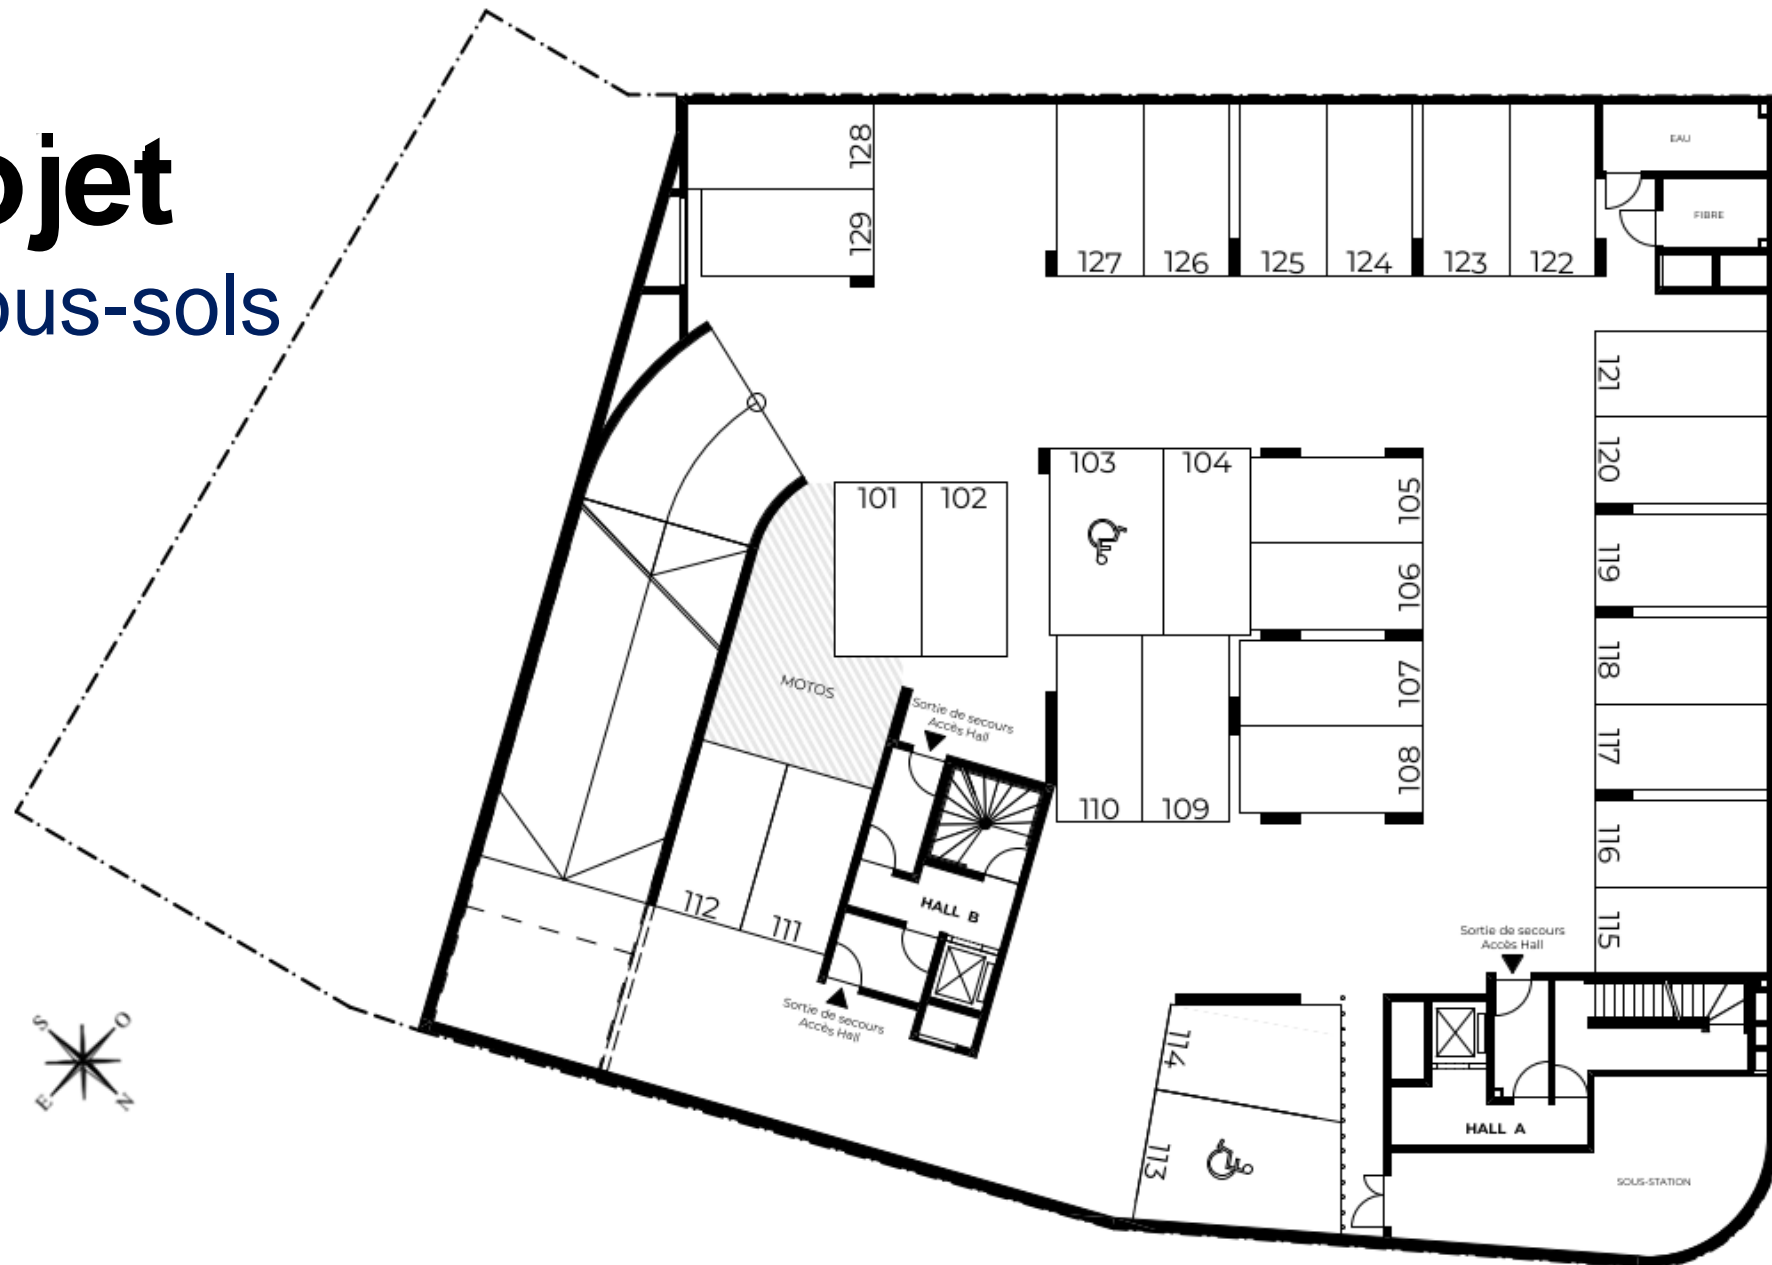 ojet
ous-sols
128
129
127
126
125
124
123
122
EAU
FIBRE
121
120
119
118
117
116
115
103
104
105
106
107
108
110
109
101
102
MOTOS
Sortie de secours
Accès Hall
112
111
HALL B
Sortie de secours
Accès Hall
Sortie de secours
Accès Hall
114
113
HALL A
SOUS-STATION
S
O
E
N